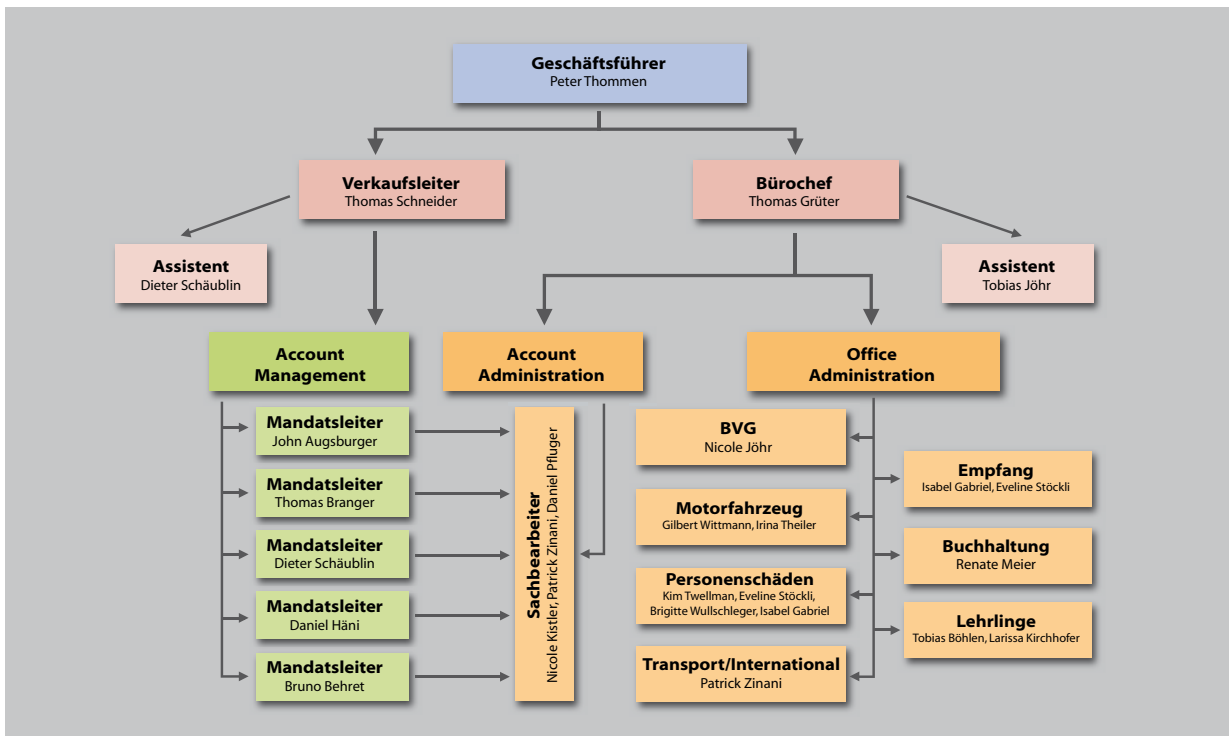 Geschäftsführer
Peter Thommen
Verkaufsleiter
Thomas Schneider
Bürochef
Thomas Grüter
Assistent
Dieter Schäublin
Assistent
Tobias Jöhr
Account
Management
Account
Administration
Office
Administration
Mandatsleiter
John Augsburger
Mandatsleiter
Thomas Branger
Mandatsleiter
Dieter Schäublin
Mandatsleiter
Daniel Häni
Mandatsleiter
Bruno Behret
Sachbearbeiter
Nicole Kistler, Patrick Zinani, Daniel Pfluger
BVG
Nicole Jöhr
Motorfahrzeug
Gilbert Wittmann, Irina Theiler
Personenschäden
Kim Twellman, Eveline Stöckli,
Brigitte Wullschleger, Isabel Gabriel
Transport/International
Patrick Zinani
Empfang
Isabel Gabriel, Eveline Stöckli
Buchhaltung
Renate Meier
Lehrlinge
Tobias Böhlen, Larissa Kirchhofer